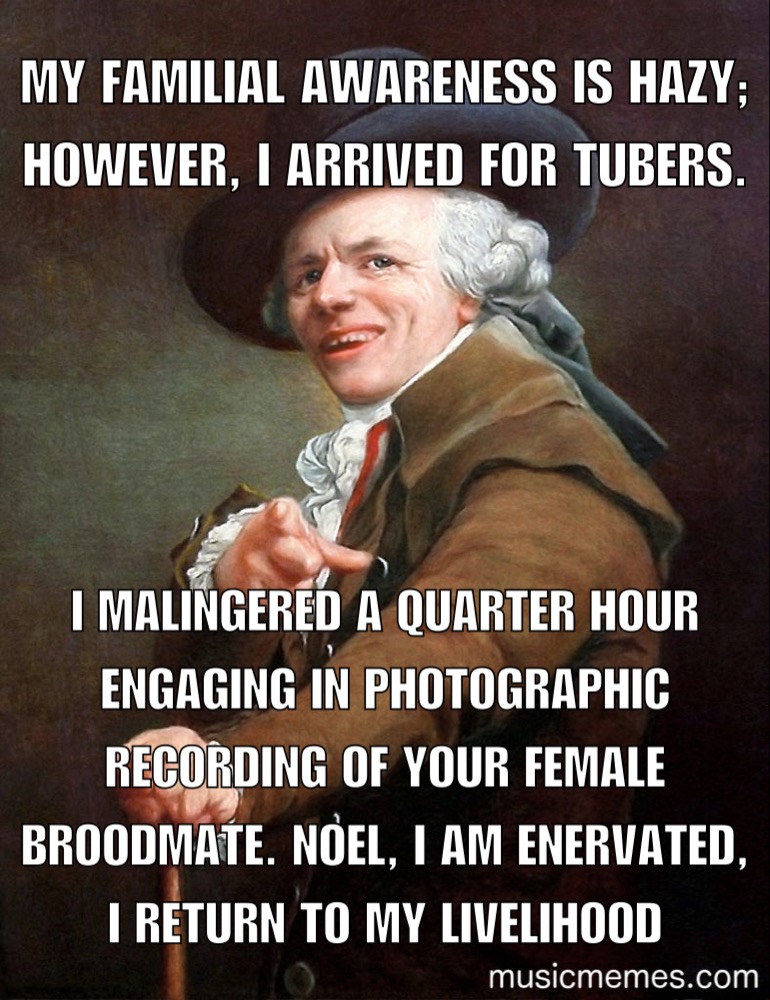 MY FAMILIAL AWARENESS IS HAZY;
HOWEVER, I ARRIVED FOR TUBERS.
I MALINGERED A QUARTER HOUR
ENGAGING IN PHOTOGRAPHIC
RECORDING OF YOUR FEMALE
BROODMATE. NOEL, I AM ENERVATED,
I RETURN TO MY LIVELIHOOD
musicmemes.com